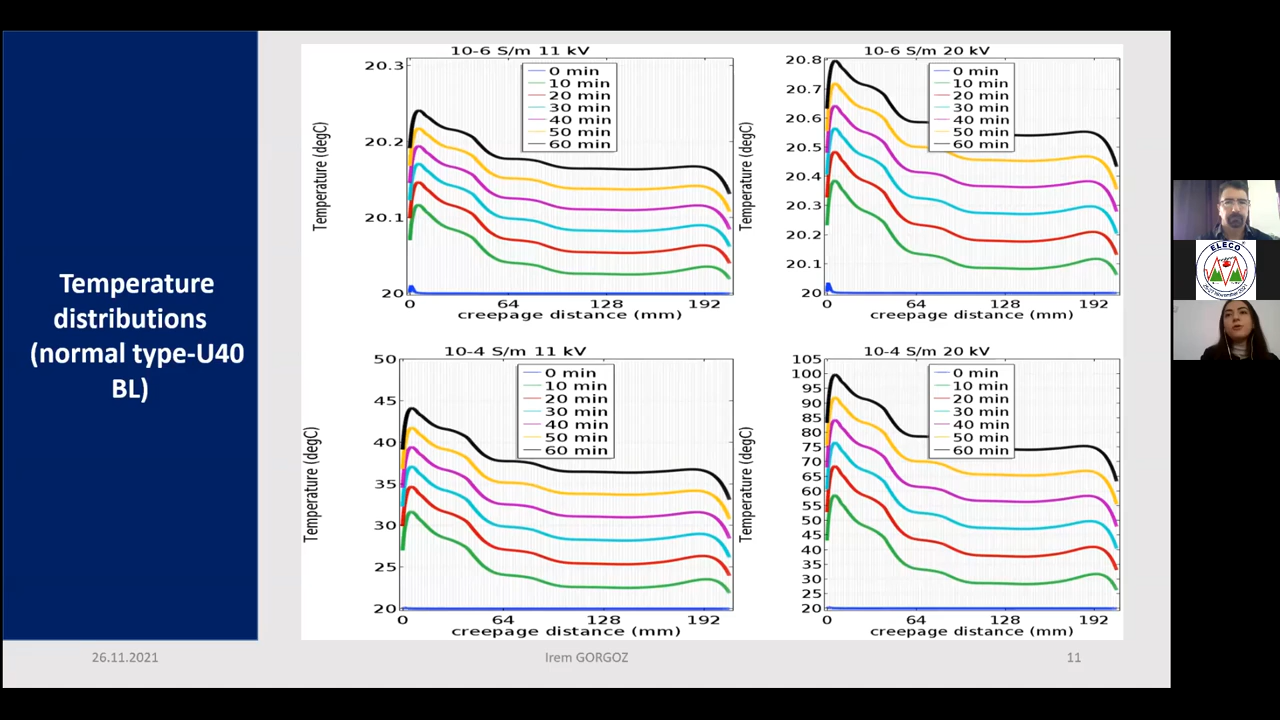 Temperature
distributions
(normal type-U40
BL)
10-6 S/m 11 kV
Temperature (degC)
20.3
20.2
20.1
20
0 min
10 min
20 min
30 min
40 min
50 min
60 min
0 64 128 192
creepage distance (mm)
10-6 S/m 20 kV
Temperature (degC)
20.8
20.7
20.6
20.5
20.4
20.3
20.2
20.1
20
0 min
10 min
20 min
30 min
40 min
50 min
60 min
0 64 128 192
creepage distance (mm)
10-4 S/m 11 kV
Temperature (degC)
50
45
40
35
30
25
20
0 min
10 min
20 min
30 min
40 min
50 min
60 min
0 64 128 192
creepage distance (mm)
10-4 S/m 20 kV
Temperature (degC)
105
100
95
90
85
80
75
70
65
60
55
50
45
40
35
30
25
20
0 min
10 min
20 min
30 min
40 min
50 min
60 min
0 64 128 192
creepage distance (mm)
26.11.2021
Irem GORGOZ
11
ELECO